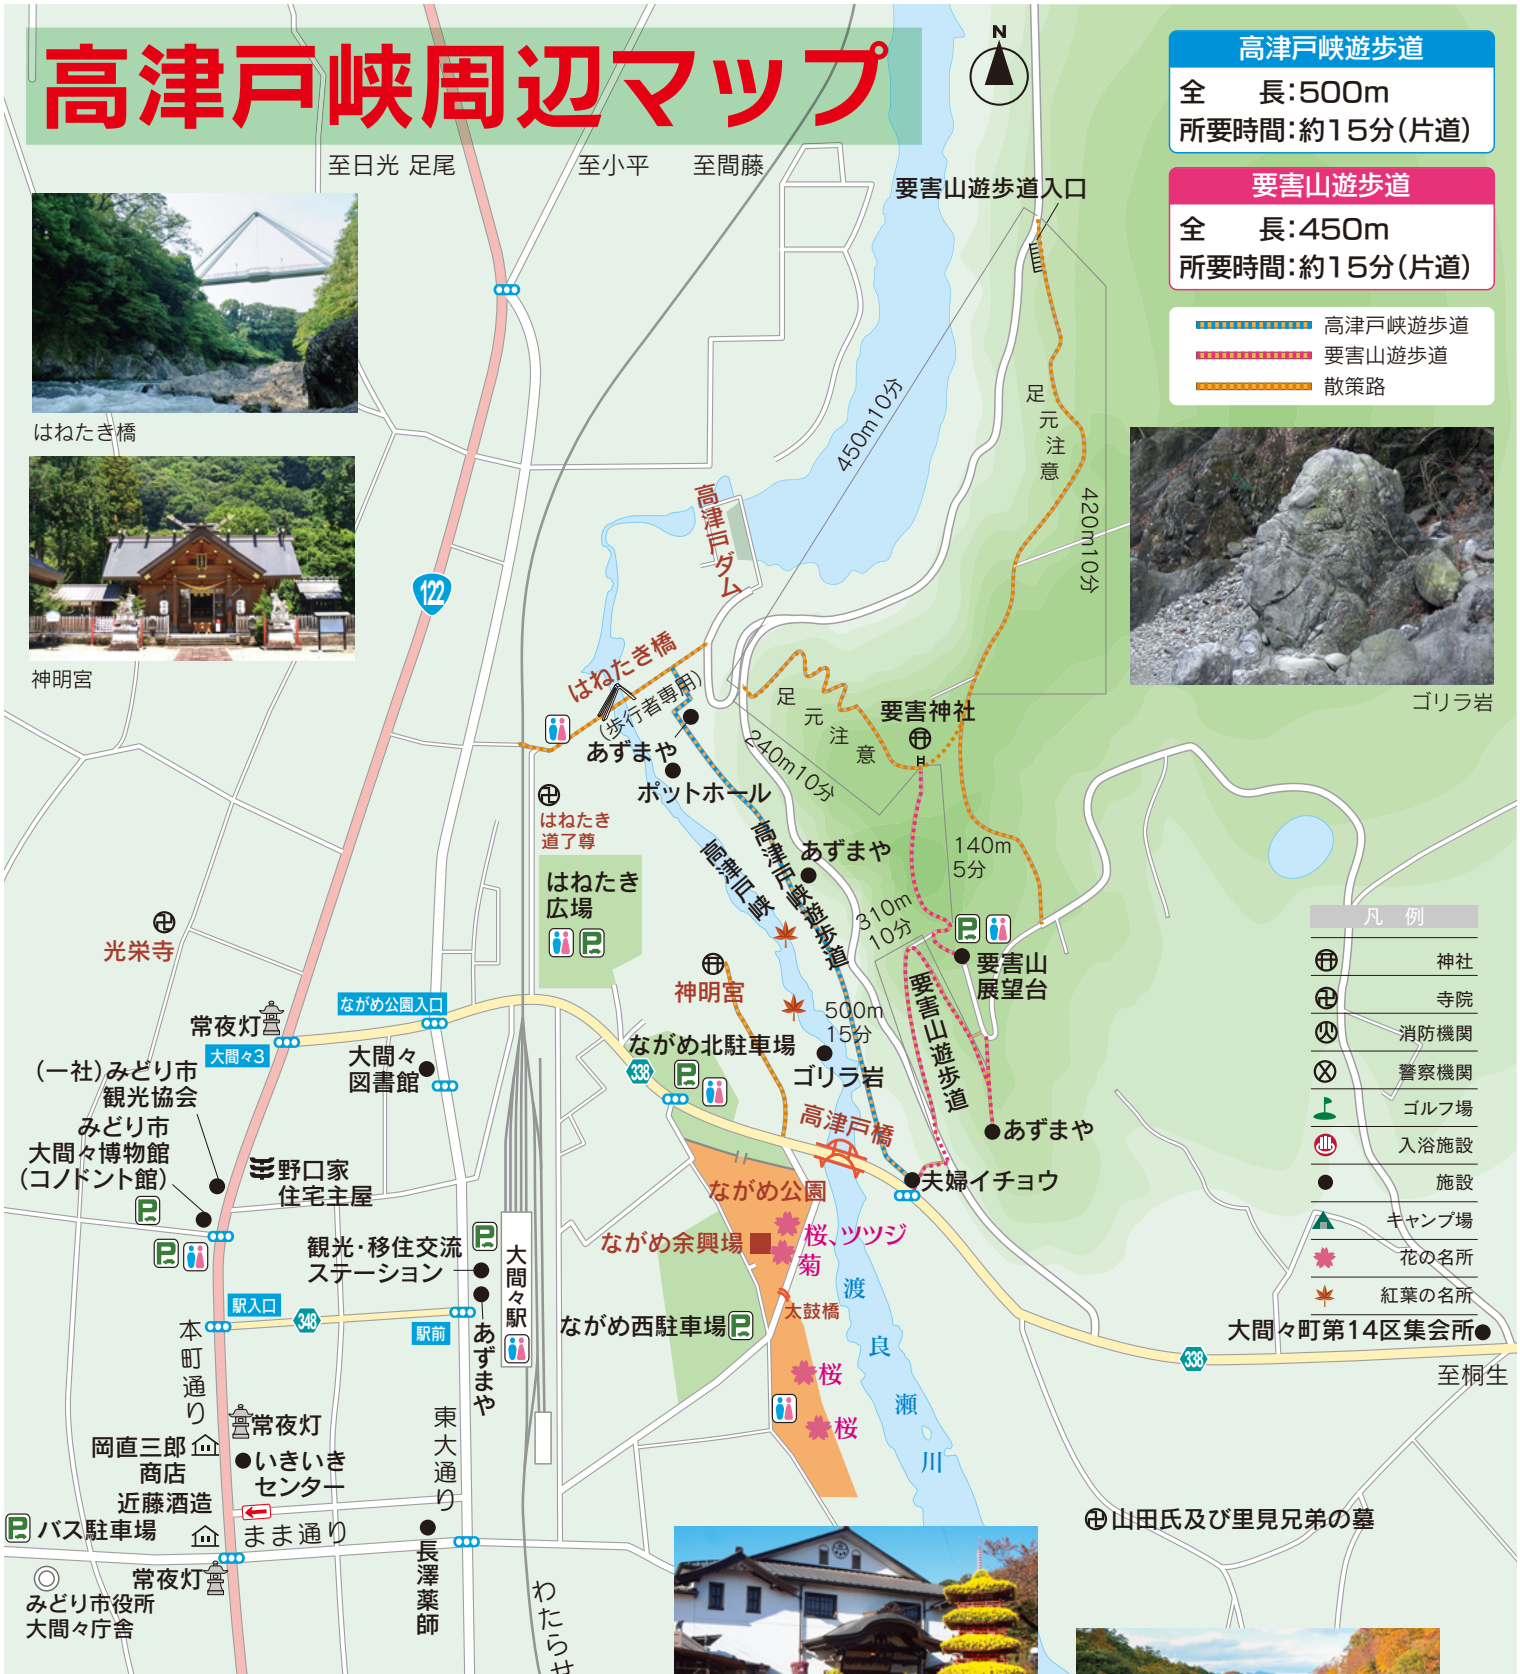 高津戸峡周辺マップ
N
高津戸峡遊歩道
全　長：500m
所要時間：約15分（片道）
要害山遊歩道
全　長：450m
所要時間：約15分（片道）
高津戸峡遊歩道
要害山遊歩道
散策路
至日光 足尾
至小平
至間藤
要害山遊歩道入口
はねたき橋
神明宮
ゴリラ岩
450m10分
足元注意
420m10分
高津戸ダム
122
はねたき橋
（歩行者専用）
あずまや
ポットホール
足元注意
240m10分
要害神社
はねたき
道了尊
はねたき
広場
高津戸峡
高津戸峡遊歩道
あずまや
310m
10分
140m
5分
要害山
展望台
要害山遊歩道
光栄寺
神明宮
500m
15分
ゴリラ岩
ながめ公園入口
常夜灯
大間々3
大間々
図書館
ながめ北駐車場
338
高津戸橋
あずまや
夫婦イチョウ
（一社）みどり市
観光協会
みどり市
大間々博物館
（コノドント館）
野口家
住宅主屋
観光・移住交流
ステーション
大間々駅
ながめ公園
ながめ余興場
桜、ツツジ
菊
太鼓橋
ながめ西駐車場
駅入口
348
駅前
あずまや
本町通り
東大通り
桜
桜
渡良瀬川
常夜灯
岡直三郎
商店
いきいき
センター
近藤酒造
バス駐車場
まま通り
常夜灯
みどり市役所
大間々庁舎
長澤薬師
わたらせ
凡例
神社
寺院
消防機関
警察機関
ゴルフ場
入浴施設
施設
キャンプ場
花の名所
紅葉の名所
大間々町第14区集会所
338
至桐生
山田氏及び里見兄弟の墓